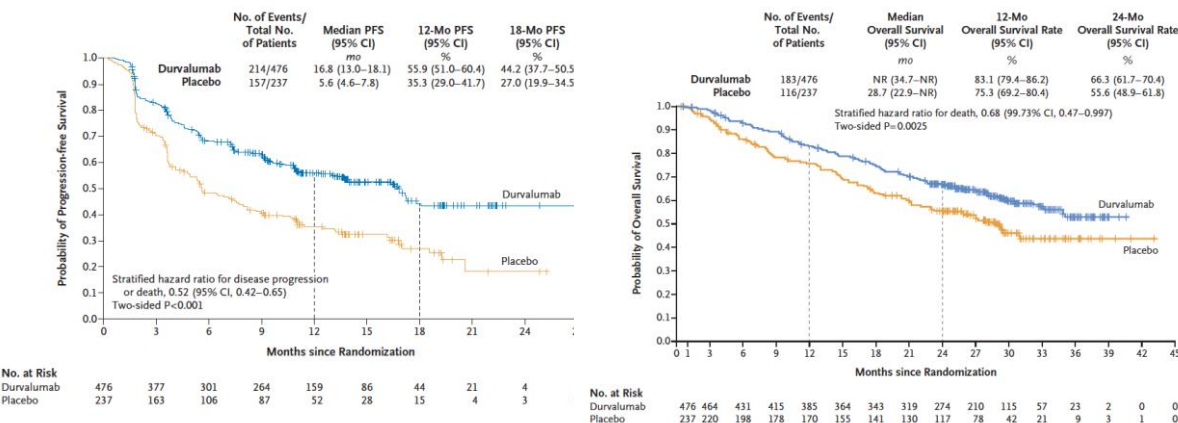 No. of Events/
Total No.
of Patients
Median PFS
(95% CI)
12-Mo PFS
(95% CI)
18-Mo PFS
(95% CI)
mo % %
Durvalumab 214/476 16.8 (13.0–18.1) 55.9 (51.0–60.4) 44.2 (37.7–50.5
Placebo 157/237 5.6 (4.6–7.8) 35.3 (29.0–41.7) 27.0 (19.9–34.5
Probability of Progression-free Survival
1.0
0.9
0.8
0.7
0.6
0.5
0.4
0.3
0.2
0.1
0.0
Durvalumab
Placebo
Stratified hazard ratio for disease progression
or death, 0.52 (95% CI, 0.42–0.65)
Two-sided P<0.001
0 3 6 9 12 15 18 21 24
Months since Randomization
No. at Risk
Durvalumab 476 377 301 264 159 86 44 21 4
Placebo 237 163 106 87 52 28 15 4 3
No. of Events/
Total No.
of Patients
Median
Overall Survival
(95% CI)
12-Mo
Overall Survival Rate
(95% CI)
24-Mo
Overall Survival Rate
(95% CI)
mo % %
Durvalumab 183/476 NR (34.7–NR) 83.1 (79.4–86.2) 66.3 (61.7–70.4)
Placebo 116/237 28.7 (22.9–NR) 75.3 (69.2–80.4) 55.6 (48.9–61.8)
Stratified hazard ratio for death, 0.68 (99.73% CI, 0.47–0.997)
Two-sided P=0.0025
Probability of Overall Survival
1.0
0.9
0.8
0.7
0.6
0.5
0.4
0.3
0.2
0.1
0.0
Durvalumab
Placebo
0 1 3 6 9 12 15 18 21 24 27 30 33 36 39 42 45
Months since Randomization
No. at Risk
Durvalumab 476 464 431 415 385 364 343 319 274 210 115 57 23 2 0 0
Placebo 237 220 198 178 170 155 141 130 117 78 42 21 9 3 1 0